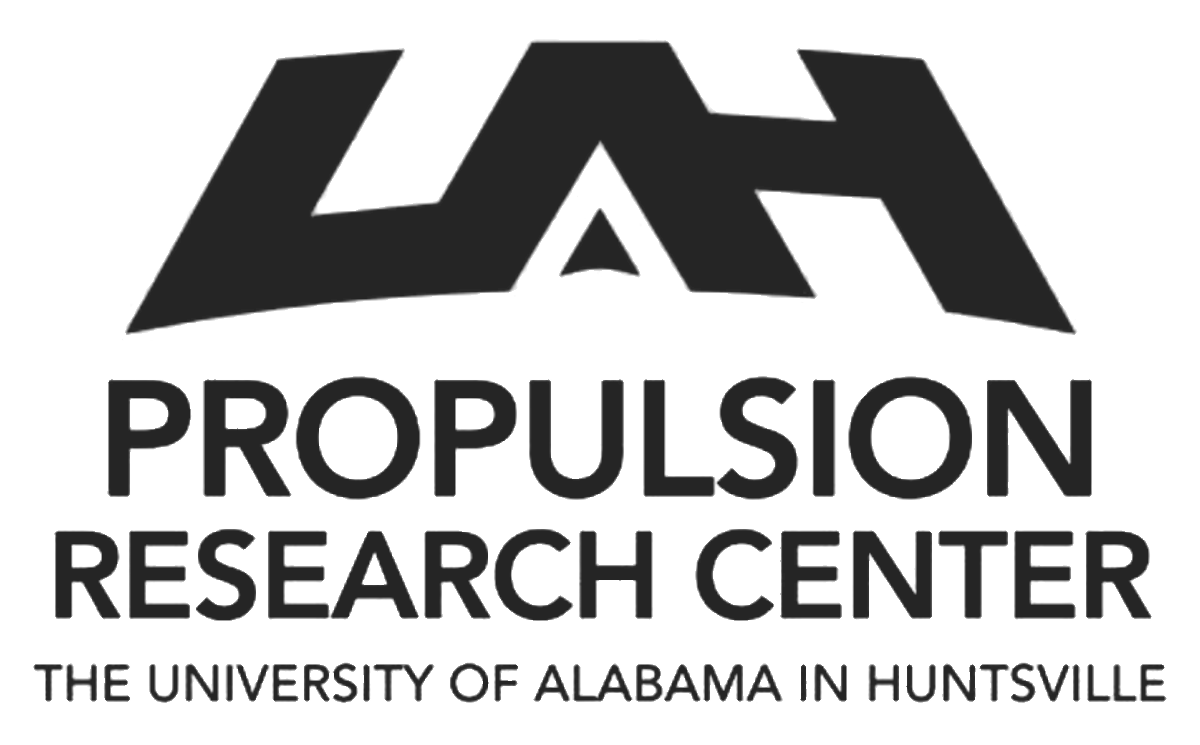 UAH
PROPULSION
RESEARCH CENTER
THE UNIVERSITY OF ALABAMA IN HUNTSVILLE